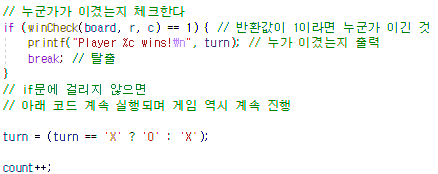 // 누군가가 이겼는지 체크한다
if (winCheck(board, r, c) == 1) { // 반환값이 1이라면 누군가 이긴 것
printf("Player %c wins!₩n", turn); // 누가 이겼는지 출력
break; // 탈출
}
// if문에 걸리지 않으면
// 아래 코드 계속 실행되며 게임 역시 계속 진행
turn = (turn == 'X' ? 'O' : 'X');
count++;